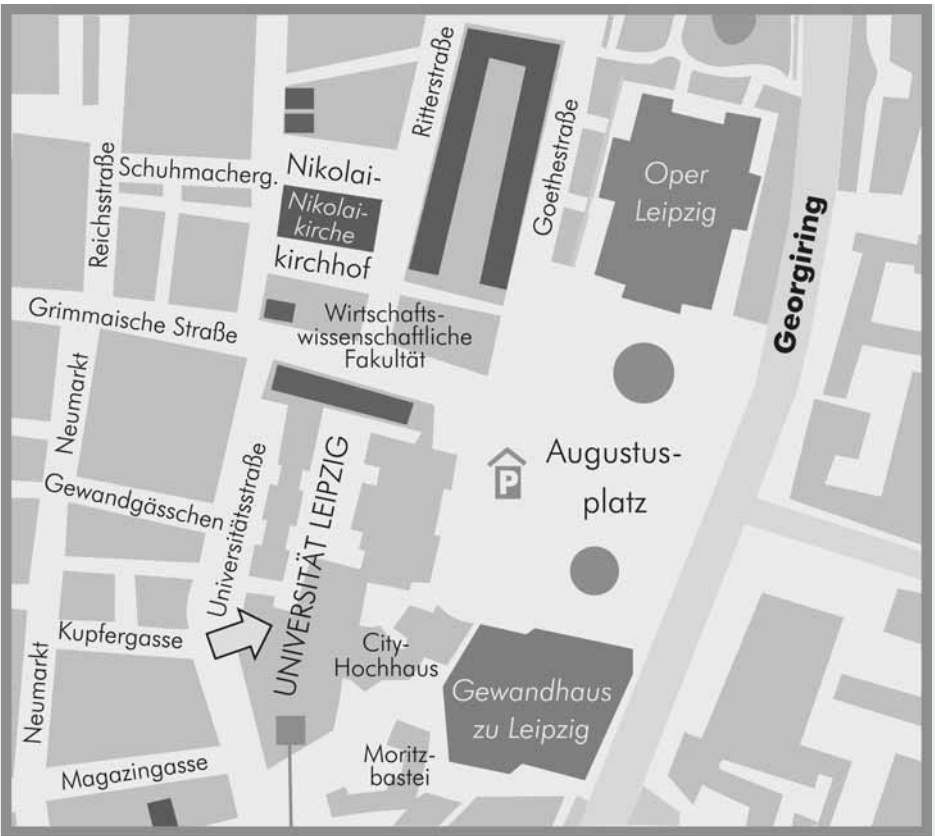 Ritterstraße
Goethestraße
Reichsstraße
Schuhmacherg.
Nikolai-
Nikolai-
kirche
kirchhof
Oper
Leipzig
Georgiring
Grimmaische Straße
Wirtschafts-
wissenschaftliche
Fakultät
Neumarkt
Gewandgässchen
Universitätsstraße
UNIVERSITÄT LEIPZIG
P
Augustus-
platz
Kupfergasse
Neumarkt
City-
Hochhaus
Gewandhaus
zu Leipzig
Moritz-
bastei
Magazingasse